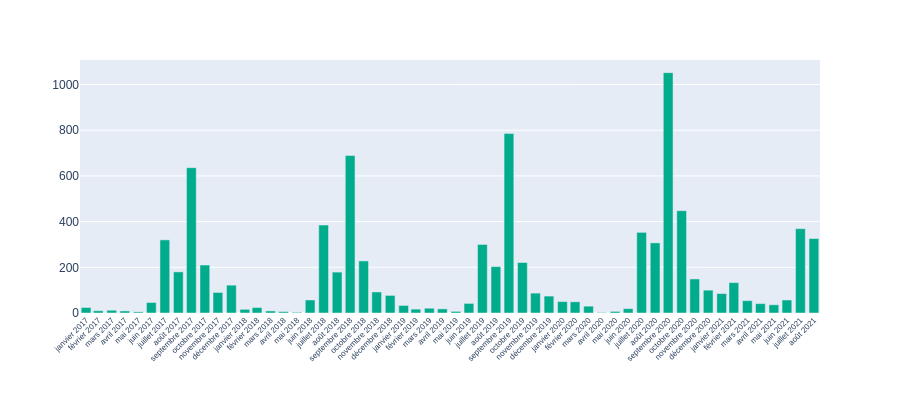 1000
800
600
400
200
0
janvier 2017
février 2017
mars 2017
avril 2017
mai 2017
juin 2017
juillet 2017
août 2017
septembre 2017
octobre 2017
novembre 2017
décembre 2017
janvier 2018
février 2018
mars 2018
avril 2018
mai 2018
juin 2018
juillet 2018
août 2018
septembre 2018
octobre 2018
novembre 2018
décembre 2018
janvier 2019
février 2019
mars 2019
avril 2019
mai 2019
juin 2019
juillet 2019
août 2019
septembre 2019
octobre 2019
novembre 2019
décembre 2019
janvier 2020
février 2020
mars 2020
avril 2020
mai 2020
juin 2020
juillet 2020
août 2020
septembre 2020
octobre 2020
novembre 2020
décembre 2020
janvier 2021
février 2021
mars 2021
avril 2021
mai 2021
juin 2021
juillet 2021
août 2021